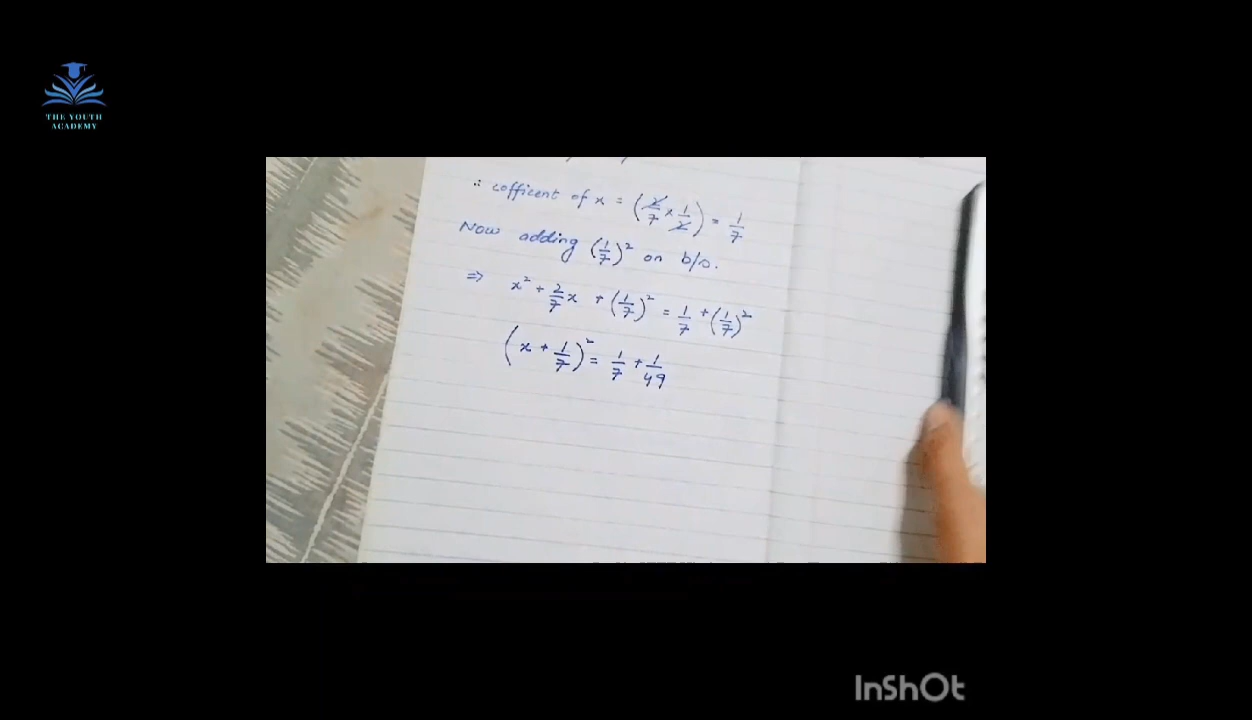 THE YOUTH
ACADEMY
∴ cofficent of x = (2/7 × 1/2) = 1/7
Now adding (1/7)² on b/s.
⇒ x² + 2/7 x + (1/7)² = 1/7 + (1/7)²
(x + 1/7)² = 1/7 + 1/49
InShOt